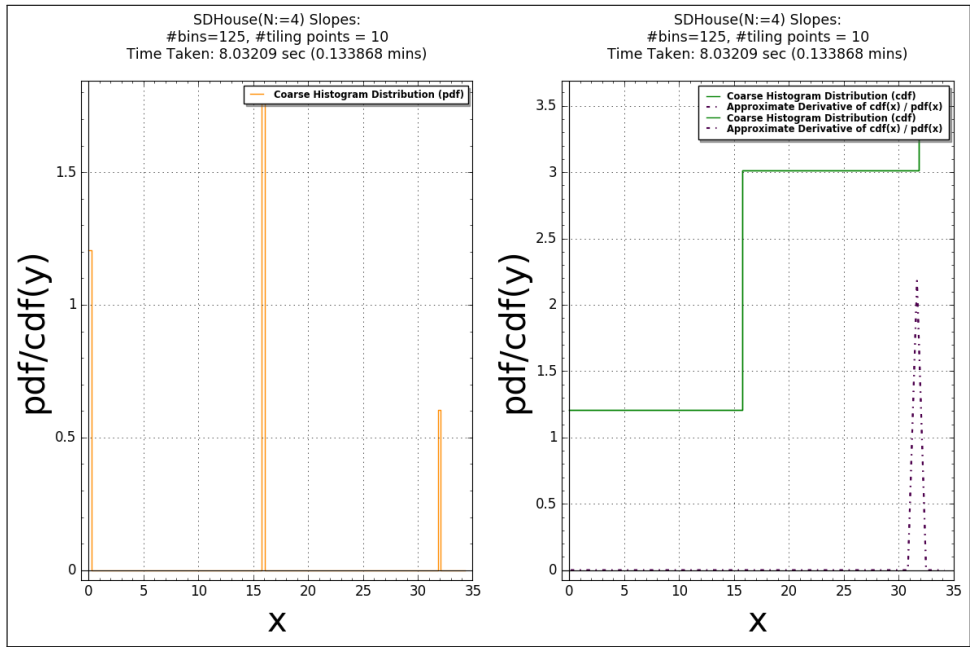 SDHouse(N:=4) Slopes:
#bins=125, #tiling points = 10
Time Taken: 8.03209 sec (0.133868 mins)
Coarse Histogram Distribution (pdf)
pdf/cdf(y)
1.5
1
0.5
0
0 5 10 15 20 25 30 35
x
SDHouse(N:=4) Slopes:
#bins=125, #tiling points = 10
Time Taken: 8.03209 sec (0.133868 mins)
Coarse Histogram Distribution (cdf)
Approximate Derivative of cdf(x) / pdf(x)
Coarse Histogram Distribution (cdf)
Approximate Derivative of cdf(x) / pdf(x)
pdf/cdf(y)
3.5
3
2.5
2
1.5
1
0.5
0
0 5 10 15 20 25 30 35
x